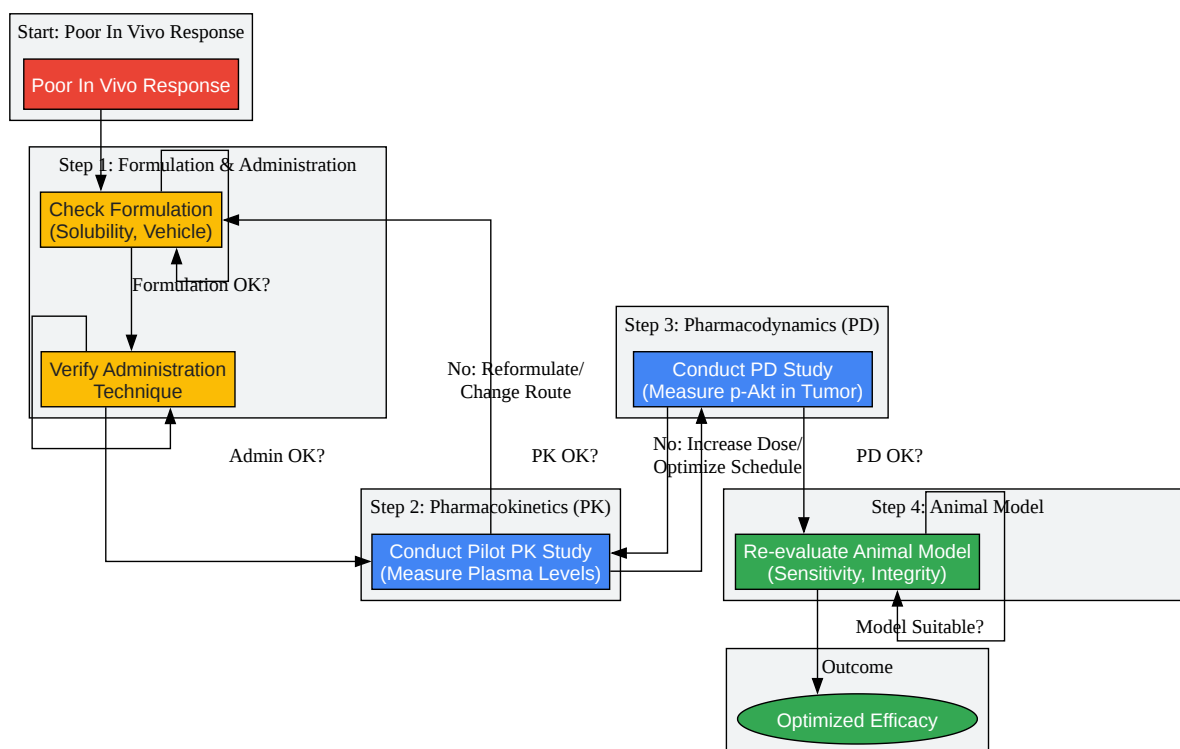 Start: Poor In Vivo Response
Poor In Vivo Response
Step 1: Formulation & Administration
Check Formulation
(Solubility, Vehicle)
Formulation OK?
Verify Administration
Technique
Admin OK?
No: Reformulate/
Change Route
Step 2: Pharmacokinetics (PK)
Conduct Pilot PK Study
(Measure Plasma Levels)
PK OK?
Step 3: Pharmacodynamics (PD)
Conduct PD Study
(Measure p-Akt in Tumor)
No: Increase Dose/
Optimize Schedule
PD OK?
Step 4: Animal Model
Re-evaluate Animal Model
(Sensitivity, Integrity)
Model Suitable?
Outcome
Optimized Efficacy